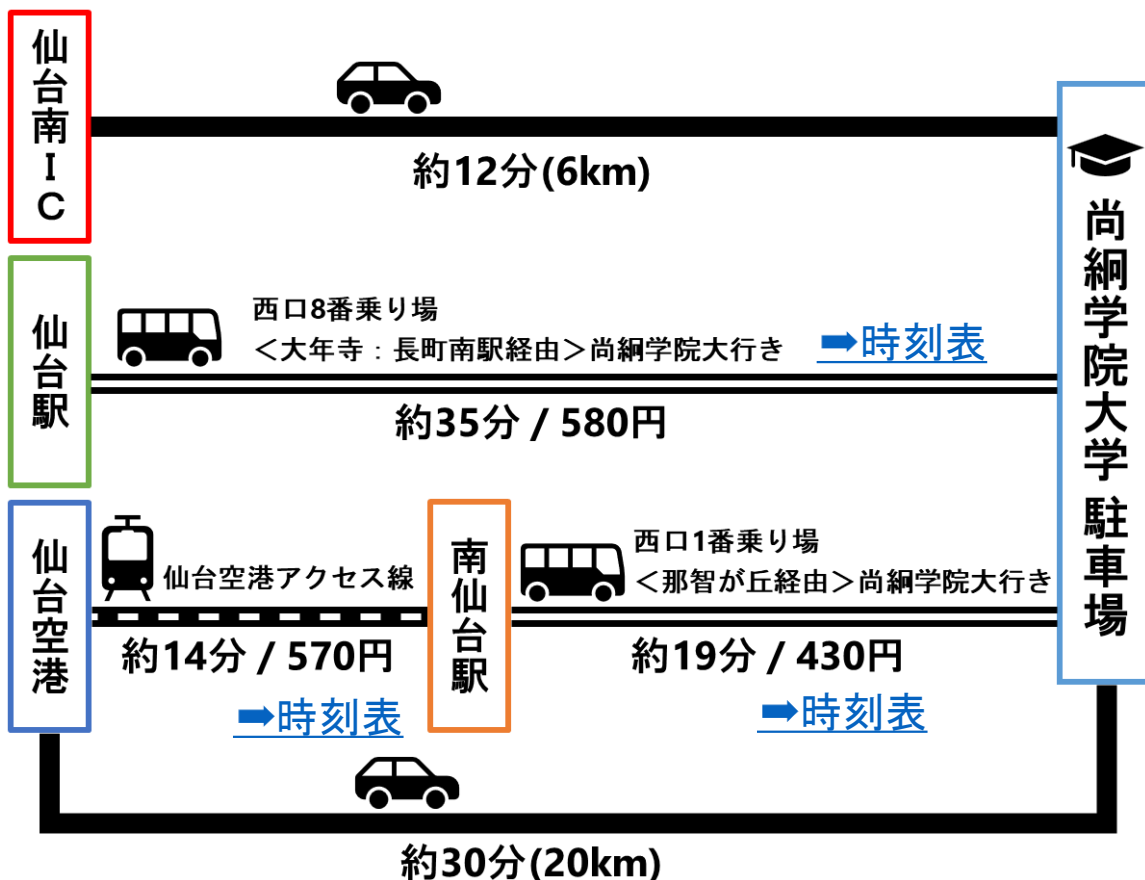 仙台南IC
約12分(6km)
仙台駅
西口8番乗り場
<大年寺：長町南駅経由>尚絅学院大行き
➡時刻表
約35分 / 580円
仙台空港
仙台空港アクセス線
約14分 / 570円
➡時刻表
南仙台駅
西口1番乗り場
<那智が丘経由>尚絅学院大行き
約19分 / 430円
➡時刻表
約30分(20km)
尚絅学院大学 駐車場